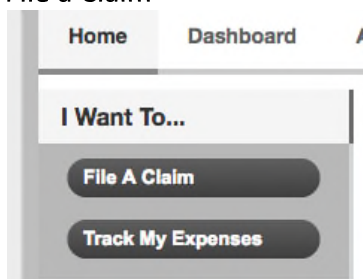 File a Claim
Home Dashboard
I Want To...
File A Claim
Track My Expenses